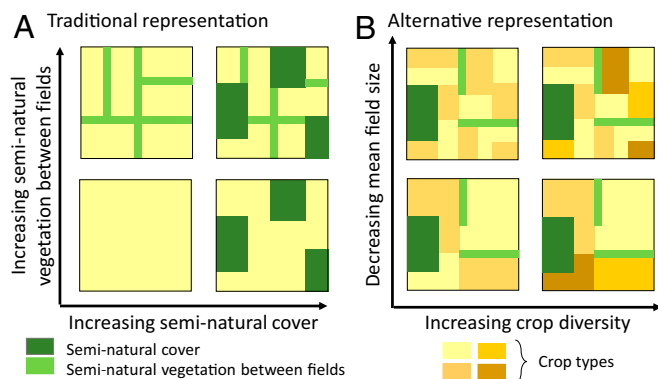 A Traditional representation
Increasing semi-natural
vegetation between fields
Increasing semi-natural cover
Semi-natural cover
Semi-natural vegetation between fields
B Alternative representation
Decreasing mean field size
Increasing crop diversity
Crop types